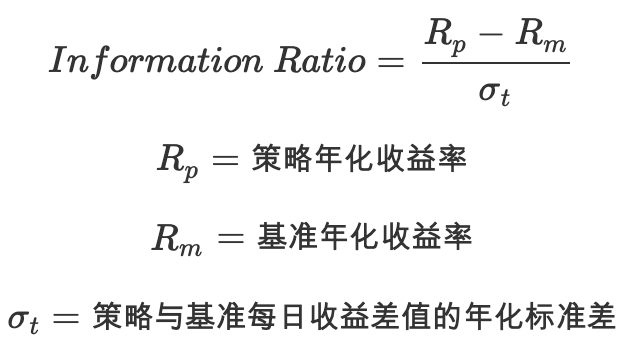 Information Ratio = \frac{R_p - R_m}{\sigma_t}
R_p = 策略年化收益率
R_m = 基准年化收益率
\sigma_t = 策略与基准每日收益差值的年化标准差